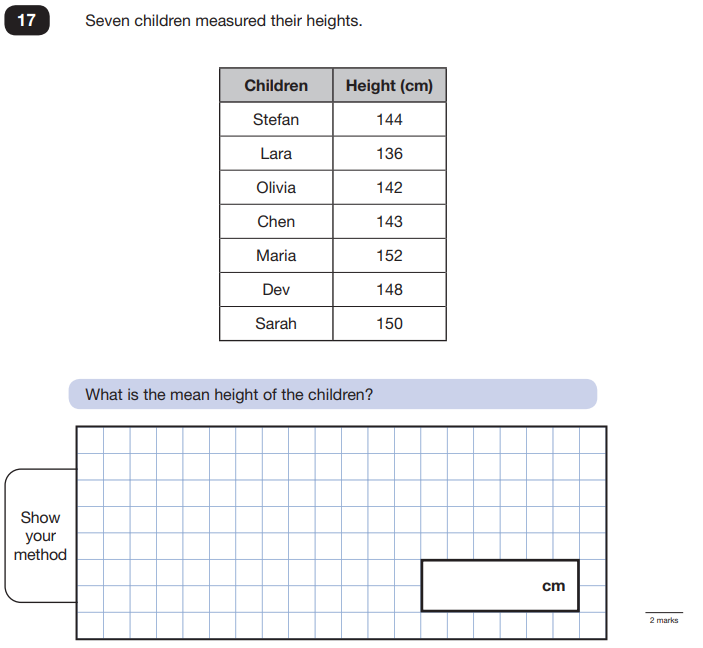 17 Seven children measured their heights.
Children Height (cm)
Stefan 144
Lara 136
Olivia 142
Chen 143
Maria 152
Dev 148
Sarah 150
What is the mean height of the children?
Show
your
method
cm
2 marks